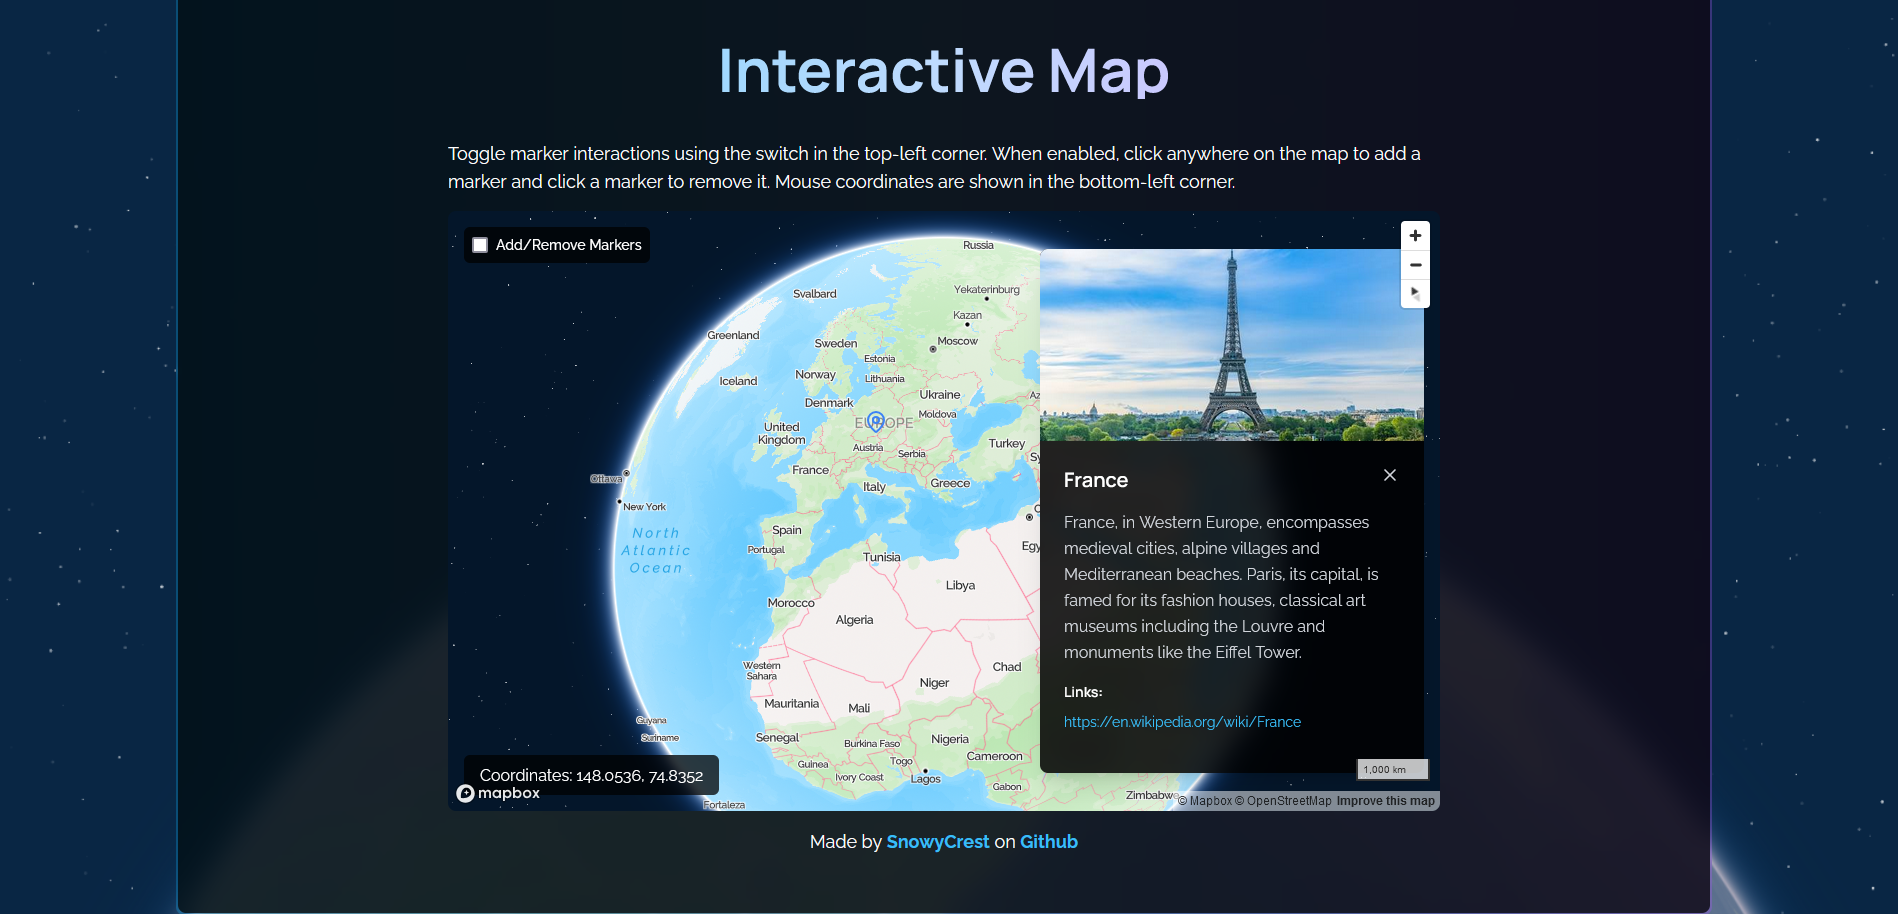 Interactive Map
Toggle marker interactions using the switch in the top-left corner. When enabled, click anywhere on the map to add a
marker and click a marker to remove it. Mouse coordinates are shown in the bottom-left corner.
Add/Remove Markers
Russia
Svalbard
Yekaterinburg
Kazan
Greenland
Sweden
Moscow
Estonia
Iceland
Norway
Lithuania
Denmark
Ukraine
Az
Moldova
EUROPE
United
Kingdom
Austria
Serbia
Turkey
Sy
France
Italy
Greece
Ottawa
New York
C
Spain
North
Atlantic
Ocean
Portugal
Tunisia
Egy
Libya
Morocco
Algeria
Western
Sahara
Chad
Niger
Mauritania
Mali
Guyana
Suriname
Senegal
Burkina Faso
Nigeria
Guinea
Togo
Cameroon
Ivory Coast
Lagos
Gabon
Zimbabw
Fortaleza
France
France, in Western Europe, encompasses
medieval cities, alpine villages and
Mediterranean beaches. Paris, its capital, is
famed for its fashion houses, classical art
museums including the Louvre and
monuments like the Eiffel Tower.
Links:
https://en.wikipedia.org/wiki/France
1,000 km
Coordinates: 148.0536, 74.8352
mapbox
© Mapbox © OpenStreetMap Improve this map
Made by SnowyCrest on Github